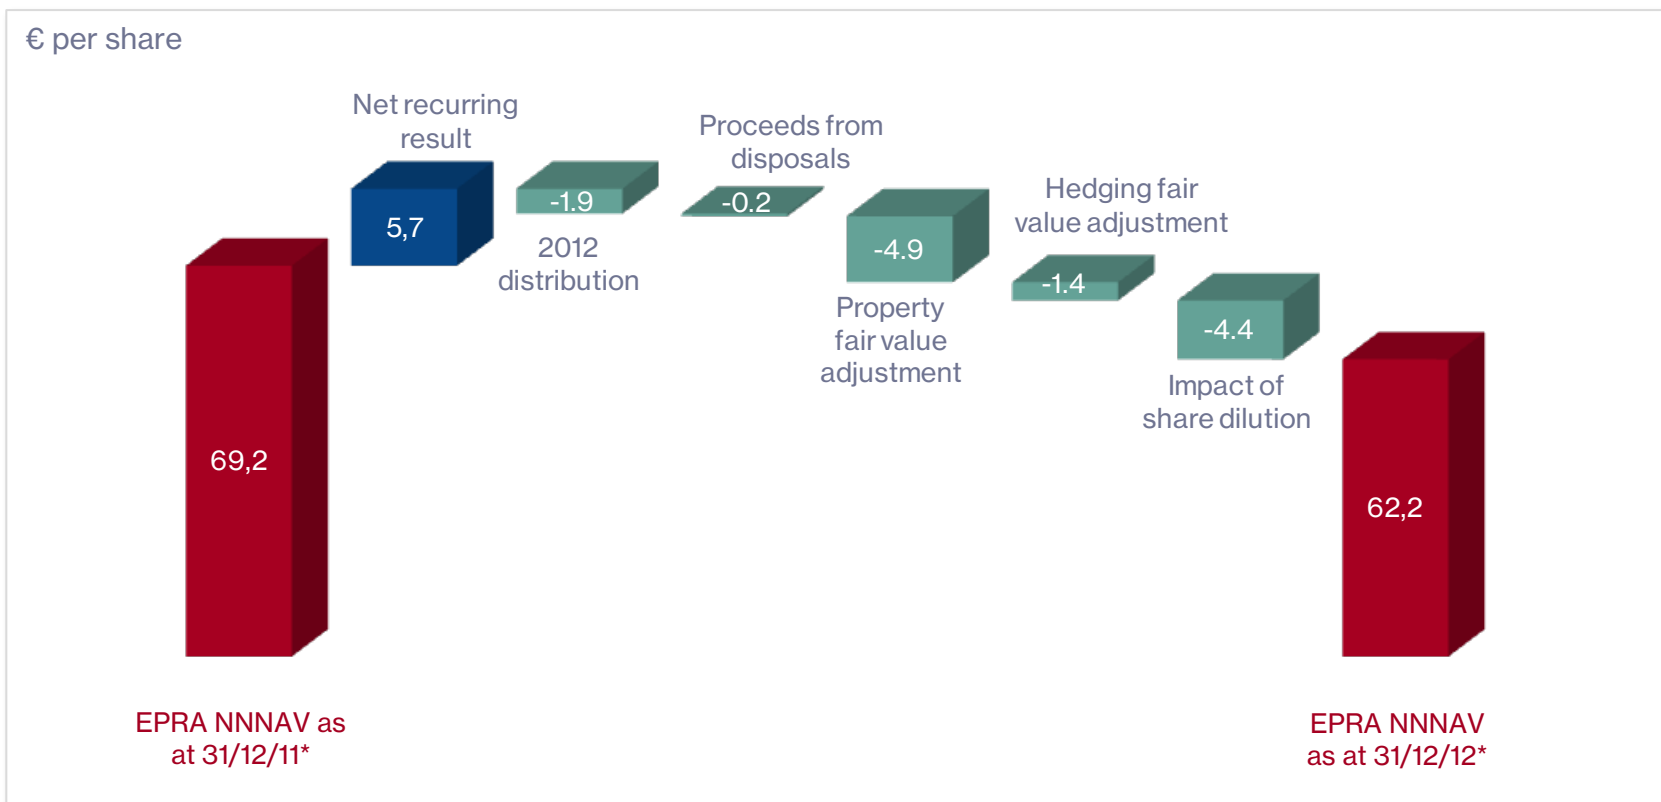 € per share
Net recurring
result
5,7
-1.9
2012
distribution
Proceeds from
disposals
-0.2
-4.9
Property
fair value
adjustment
Hedging fair
value adjustment
-1.4
-4.4
Impact of
share dilution
69,2
62,2
EPRA NNNAV as
at 31/12/11*
EPRA NNNAV
as at 31/12/12*